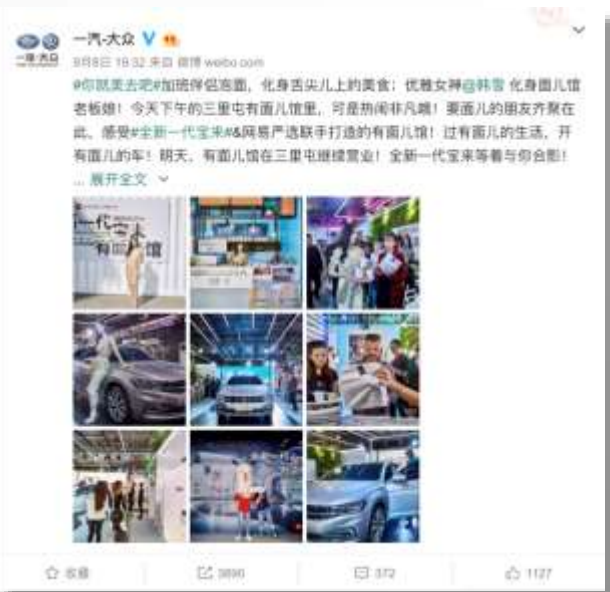 一汽-大众
9月8日 18:32 来自 微博 weibo.com
#你就美去吧#加班伴侣泡面，化身舌尖儿上的美食；优雅女神@韩雪 化身面儿馆
老板娘！今天下午的三里屯有面儿馆里，可是热闹非凡哦！要面儿的朋友齐聚在
此，感受#全新一代宝来#&网易严选联手打造的有面儿馆！过有面儿的生活，开
有面儿的车！明天，有面儿馆在三里屯继续营业！全新一代宝来等着与你合影！
... 展开全文
一代宝来
有面儿馆
收藏
3890
372
1127